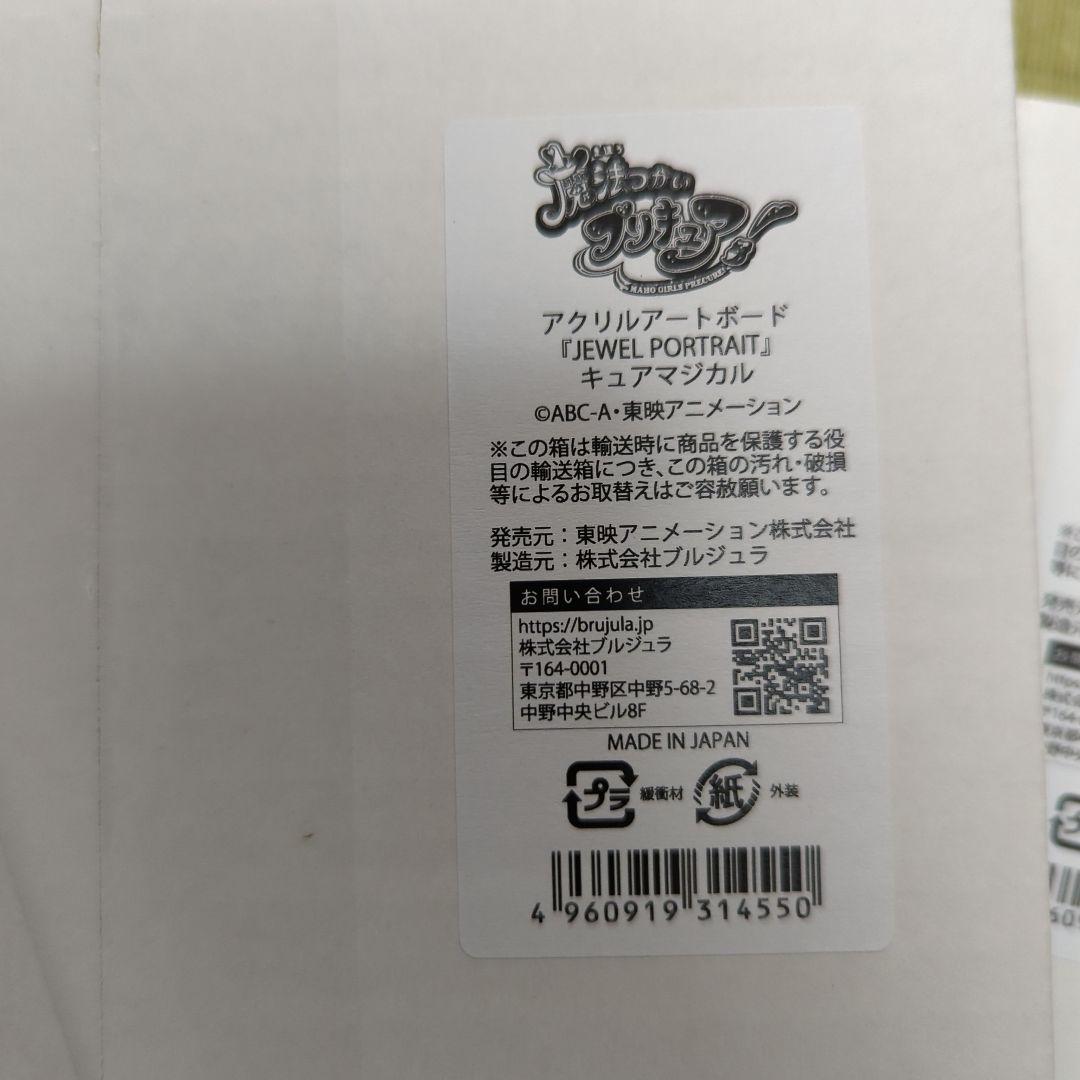 まほう
魔法つかい
プリキュア!
MAHO GIRLS PRECURE!
アクリルアートボード
『JEWEL PORTRAIT』
キュアマジカル
©ABC-A・東映アニメーション
※この箱は輸送時に商品を保護する役
目の輸送箱につき、この箱の汚れ・破損
等によるお取替えはご容赦願います。
発売元:東映アニメーション株式会社
製造元:株式会社ブルジュラ
お問い合わせ
https://brujula.jp
株式会社ブルジュラ
〒164-0001
東京都中野区中野5-68-2
中野中央ビル8F
MADE IN JAPAN
プラ 緩衝材 紙 外装
4 960919 314550